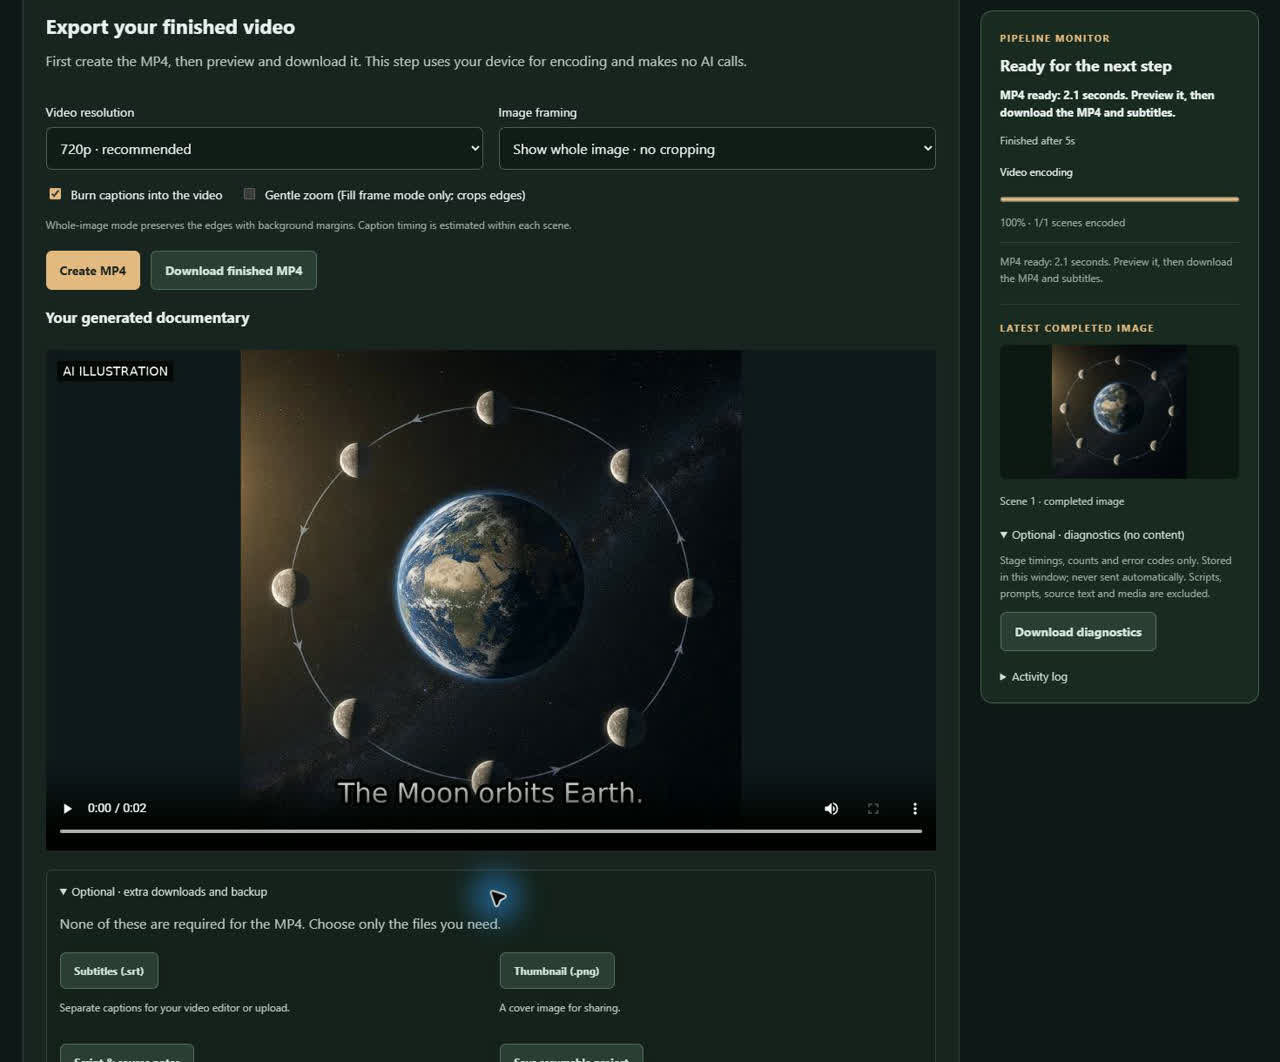 Export your finished video
First create the MP4, then preview and download it. This step uses your device for encoding and makes no AI calls.
Video resolution
Image framing
720p · recommended
Show whole image · no cropping
Burn captions into the video
Gentle zoom (Fill frame mode only; crops edges)
Whole-image mode preserves the edges with background margins. Caption timing is estimated within each scene.
Create MP4
Download finished MP4
Your generated documentary
AI ILLUSTRATION
The Moon orbits Earth.
0:00 / 0:02
Optional · extra downloads and backup
None of these are required for the MP4. Choose only the files you need.
Subtitles (.srt)
Thumbnail (.png)
Separate captions for your video editor or upload.
A cover image for sharing.
PIPELINE MONITOR
Ready for the next step
MP4 ready: 2.1 seconds. Preview it, then
download the MP4 and subtitles.
Finished after 5s
Video encoding
100% · 1/1 scenes encoded
MP4 ready: 2.1 seconds. Preview it, then download
the MP4 and subtitles.
LATEST COMPLETED IMAGE
Scene 1 · completed image
Optional · diagnostics (no content)
Stage timings, counts and error codes only. Stored
in this window; never sent automatically. Scripts,
prompts, source text and media are excluded.
Download diagnostics
Activity log